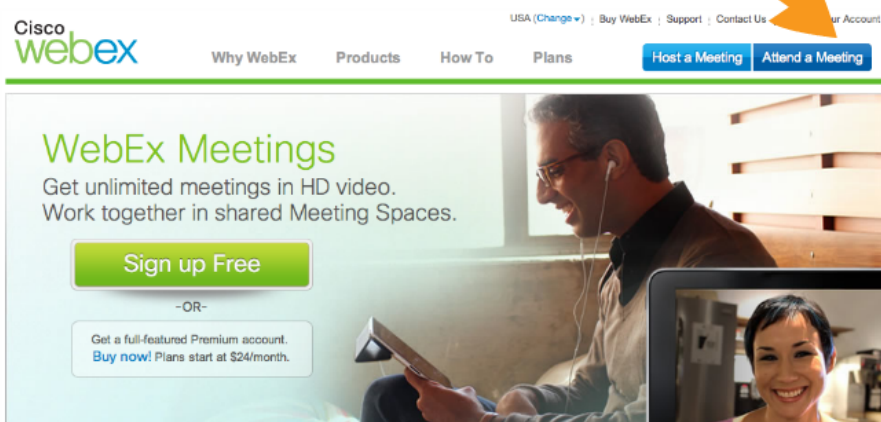 USA (Change ▾) Buy WebEx Support Contact Us ur Account
Cisco
webex
Why WebEx Products How To Plans Host a Meeting Attend a Meeting
WebEx Meetings
Get unlimited meetings in HD video.
Work together in shared Meeting Spaces.
Sign up Free
-OR-
Get a full-featured Premium account.
Buy now! Plans start at $24/month.